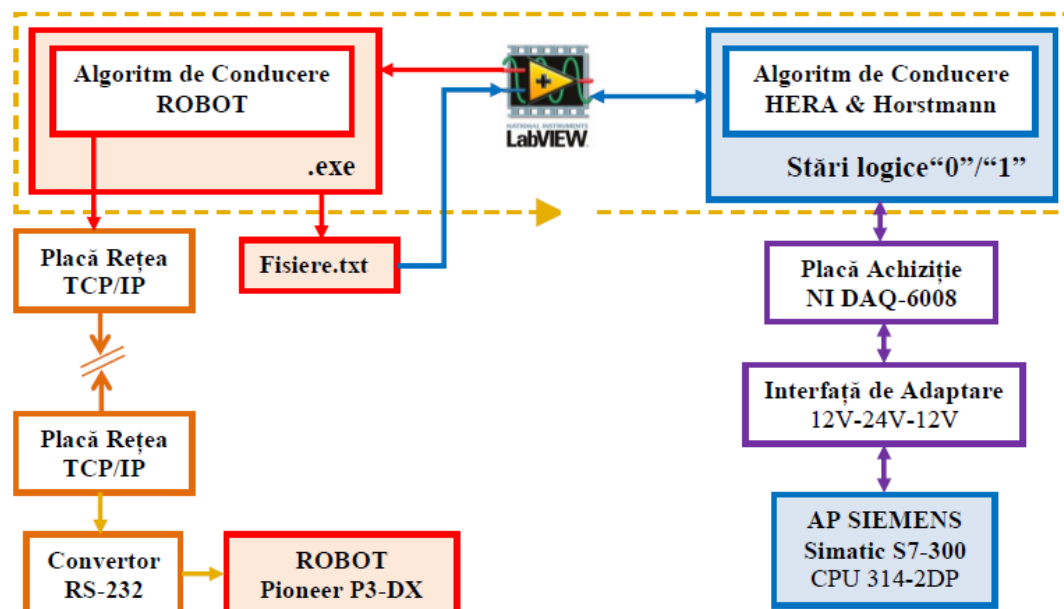 Algoritm de Conducere
ROBOT
.exe
NATIONAL INSTRUMENTS
LabVIEW
Algoritm de Conducere
HERA & Horstmann
Stări logice“0”/“1”
Placă Rețea
TCP/IP
Fisiere.txt
Placă Achiziție
NI DAQ-6008
Interfață de Adaptare
12V-24V-12V
Placă Rețea
TCP/IP
Convertor
RS-232
ROBOT
Pioneer P3-DX
AP SIEMENS
Simatic S7-300
CPU 314-2DP